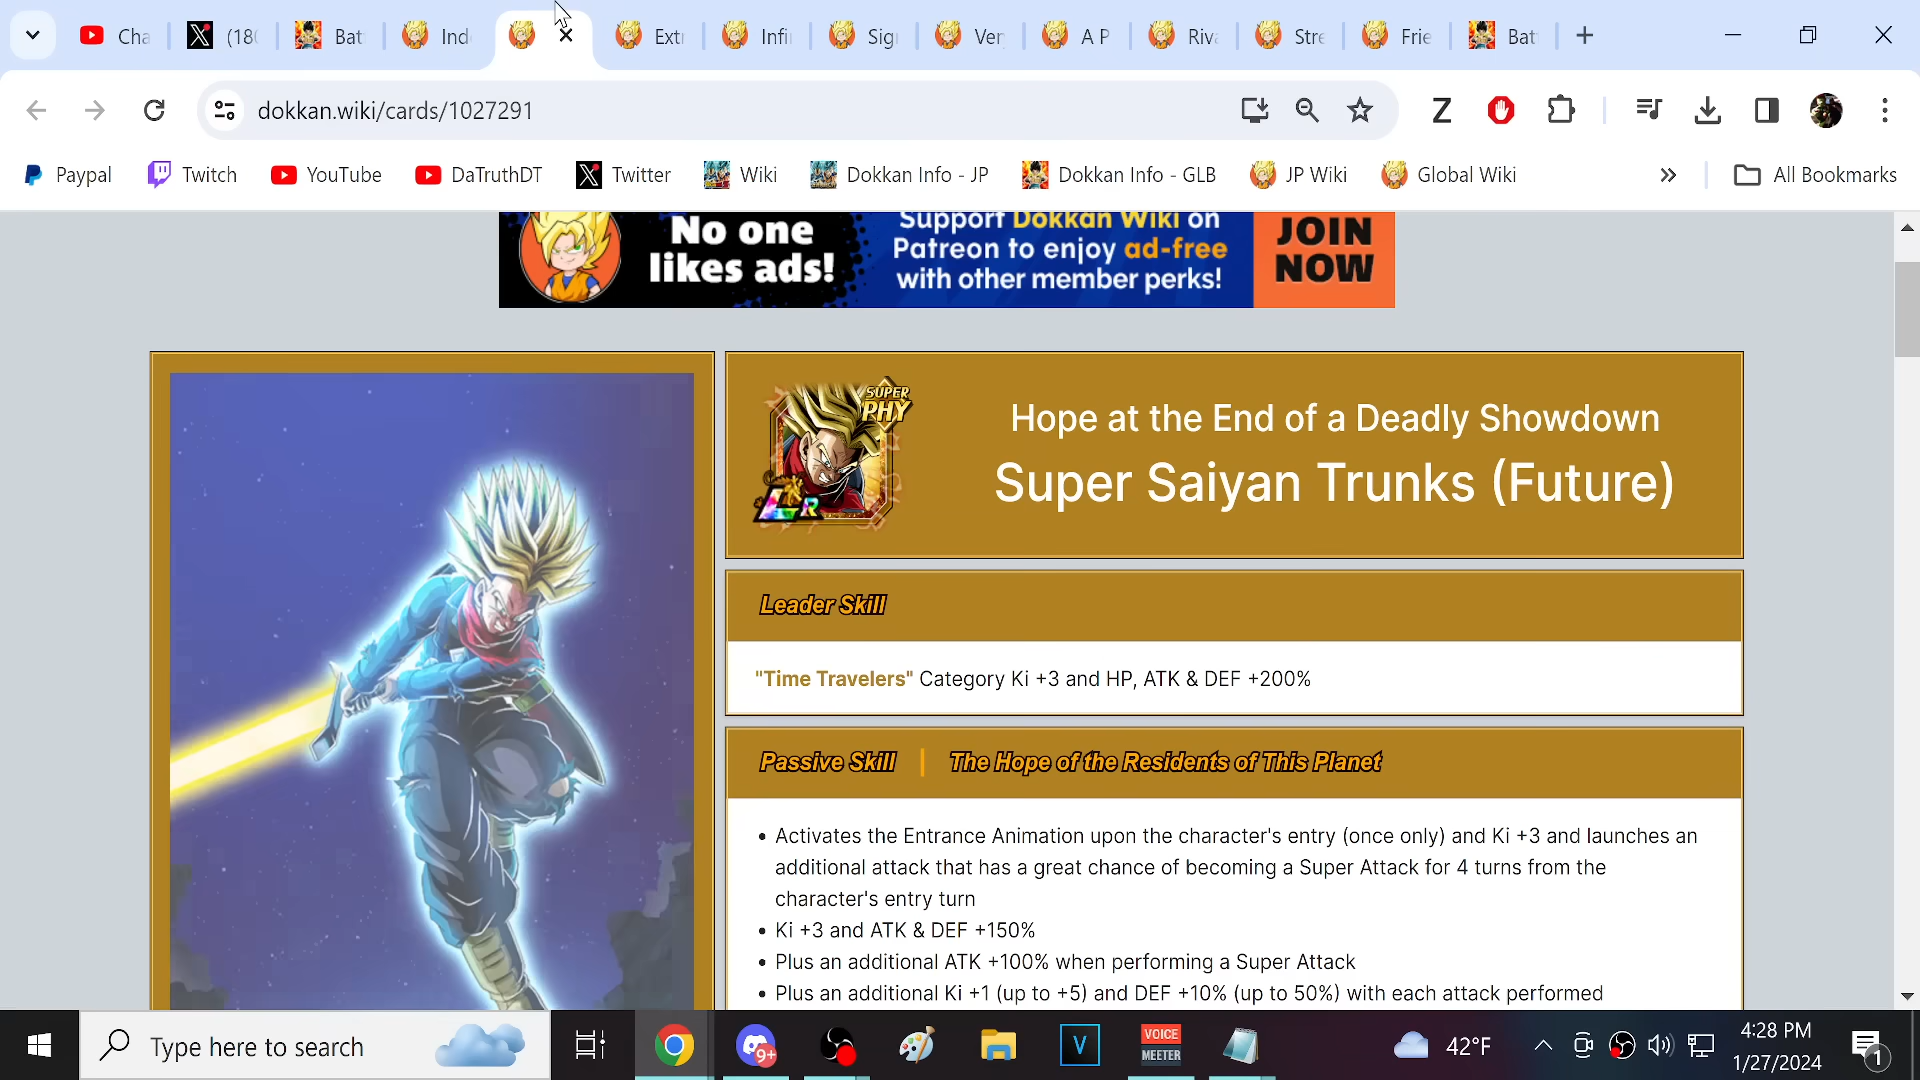 Cha
(180
Bat
Ind
Ext
Infi
Sig
Ver
A P
Riva
Stre
Frie
Bat
dokkan.wiki/cards/1027291
Z
Paypal
Twitch
YouTube
DaTruthDT
Twitter
Wiki
Dokkan Info - JP
Dokkan Info - GLB
JP Wiki
Global Wiki
»
All Bookmarks
No one
likes ads!
Support Dokkan Wiki on
Patreon to enjoy ad-free
with other member perks!
JOIN
NOW
SUPER
PHY
LR
Hope at the End of a Deadly Showdown
Super Saiyan Trunks (Future)
Leader Skill
"Time Travelers" Category Ki +3 and HP, ATK & DEF +200%
Passive Skill | The Hope of the Residents of This Planet
• Activates the Entrance Animation upon the character's entry (once only) and Ki +3 and launches an
additional attack that has a great chance of becoming a Super Attack for 4 turns from the
character's entry turn
• Ki +3 and ATK & DEF +150%
• Plus an additional ATK +100% when performing a Super Attack
• Plus an additional Ki +1 (up to +5) and DEF +10% (up to 50%) with each attack performed
Type here to search
9+
V
VOICE
MEETER
42°F
4:28 PM
1/27/2024
1